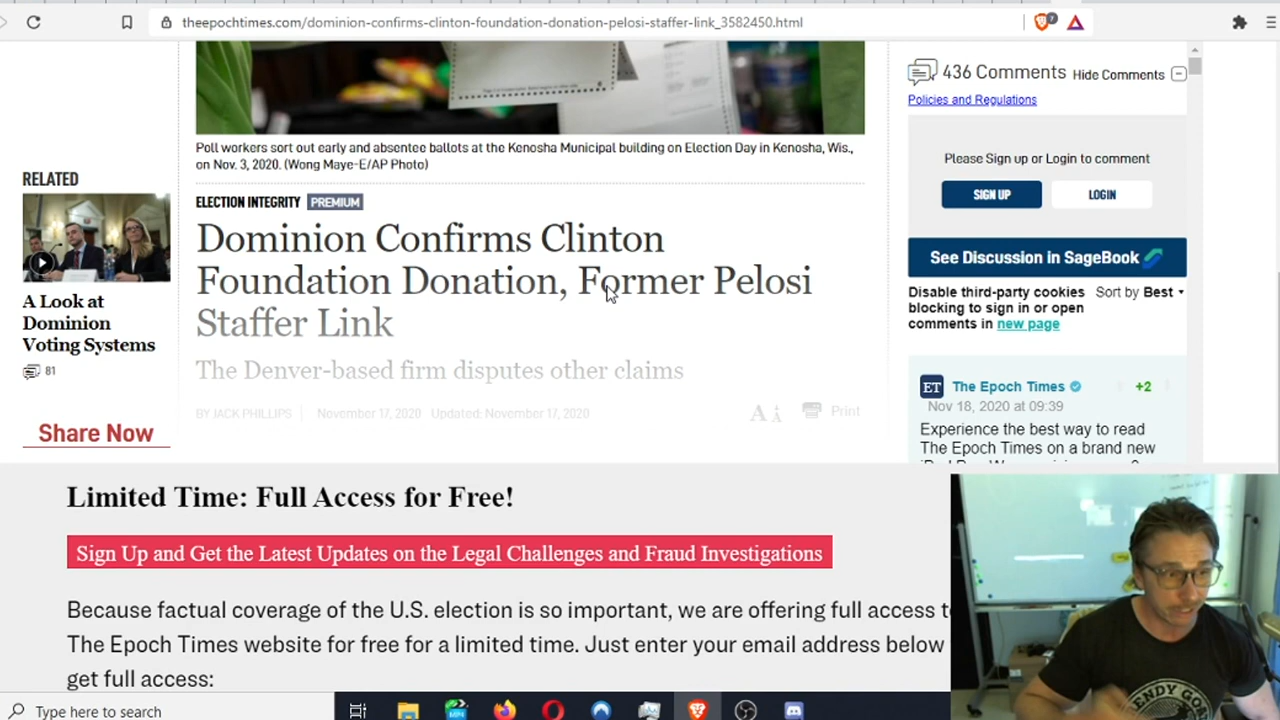 theepochtimes.com/dominion-confirms-clinton-foundation-donation-pelosi-staffer-link_3582450.html
Poll workers sort out early and absentee ballots at the Kenosha Municipal building on Election Day in Kenosha, Wis.,
on Nov. 3, 2020. (Wong Maye-E/AP Photo)
RELATED
A Look at
Dominion
Voting Systems
81
Share Now
ELECTION INTEGRITY PREMIUM
Dominion Confirms Clinton
Foundation Donation, Former Pelosi
Staffer Link
The Denver-based firm disputes other claims
BY JACK PHILLIPS November 17, 2020 Updated: November 17, 2020
A A Print
436 Comments Hide Comments
Policies and Regulations
Please Sign up or Login to comment
SIGN UP LOGIN
See Discussion in SageBook
Disable third-party cookies
blocking to sign in or open
comments in new page
Sort by Best
ET The Epoch Times +2
Nov 18, 2020 at 09:39
Experience the best way to read
The Epoch Times on a brand new
Limited Time: Full Access for Free!
Sign Up and Get the Latest Updates on the Legal Challenges and Fraud Investigations
Because factual coverage of the U.S. election is so important, we are offering full access
The Epoch Times website for free for a limited time. Just enter your email address below
get full access:
ENDY GO
Type here to search